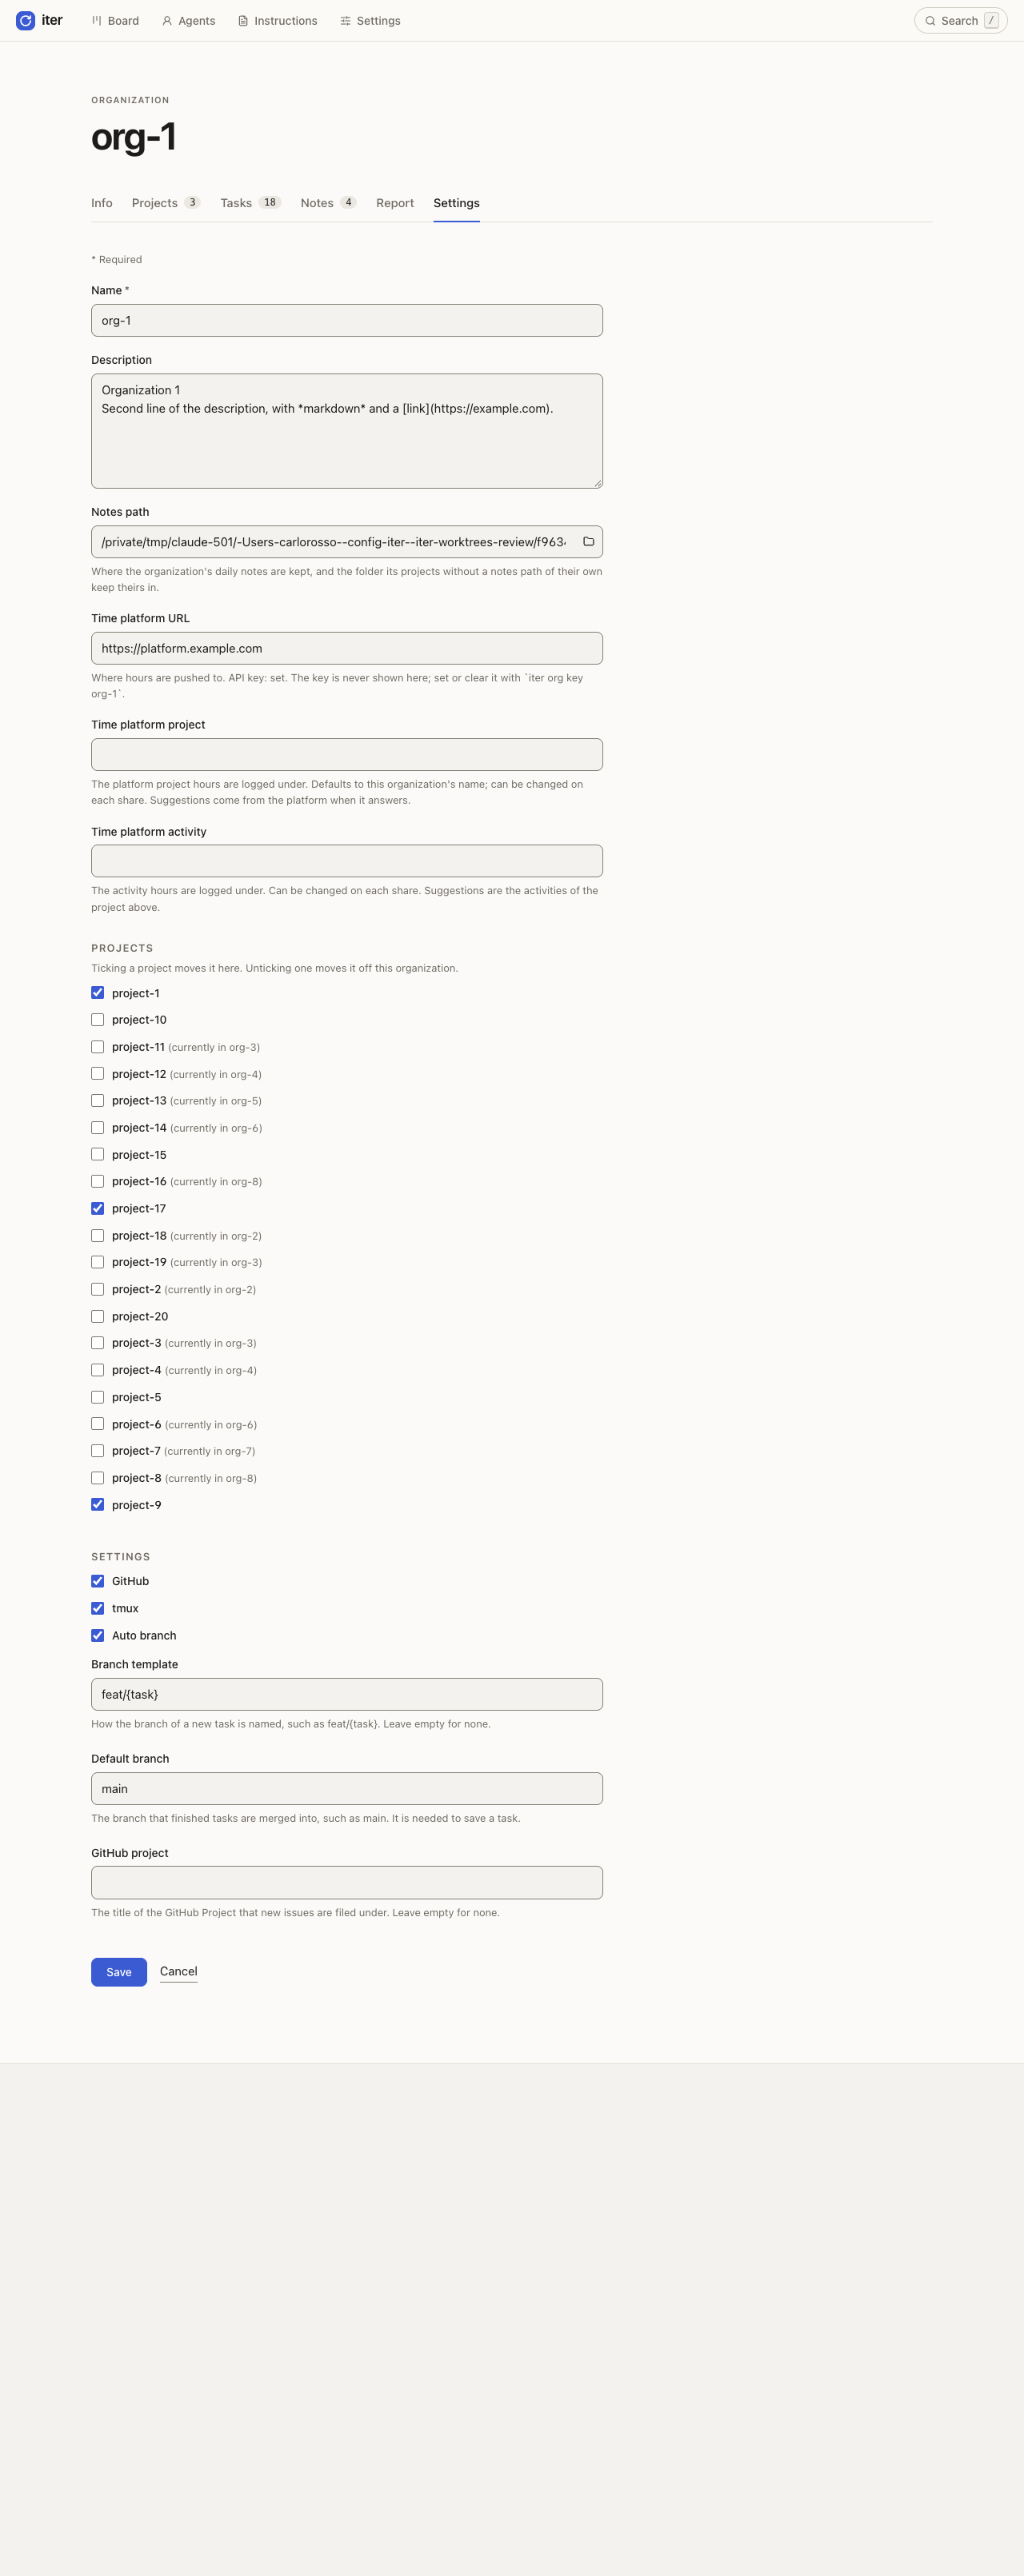 iter
Board
Agents
Instructions
Settings
Search /
ORGANIZATION
org-1
Info
Projects 3
Tasks 18
Notes 4
Report
Settings
* Required
Name *
org-1
Description
Organization 1
Second line of the description, with *markdown* and a [link](https://example.com).
Notes path
/private/tmp/claude-501/-Users-carlorosso--config-iter--iter-worktrees-review/f963
Where the organization's daily notes are kept, and the folder its projects without a notes path of their own
keep theirs in.
Time platform URL
https://platform.example.com
Where hours are pushed to. API key: set. The key is never shown here; set or clear it with `iter org key
org-1`.
Time platform project
The platform project hours are logged under. Defaults to this organization's name; can be changed on
each share. Suggestions come from the platform when it answers.
Time platform activity
The activity hours are logged under. Can be changed on each share. Suggestions are the activities of the
project above.
PROJECTS
Ticking a project moves it here. Unticking one moves it off this organization.
project-1
project-10
project-11 (currently in org-3)
project-12 (currently in org-4)
project-13 (currently in org-5)
project-14 (currently in org-6)
project-15
project-16 (currently in org-8)
project-17
project-18 (currently in org-2)
project-19 (currently in org-3)
project-2 (currently in org-2)
project-20
project-3 (currently in org-3)
project-4 (currently in org-4)
project-5
project-6 (currently in org-6)
project-7 (currently in org-7)
project-8 (currently in org-8)
project-9
SETTINGS
GitHub
tmux
Auto branch
Branch template
feat/{task}
How the branch of a new task is named, such as feat/{task}. Leave empty for none.
Default branch
main
The branch that finished tasks are merged into, such as main. It is needed to save a task.
GitHub project
The title of the GitHub Project that new issues are filed under. Leave empty for none.
Save
Cancel